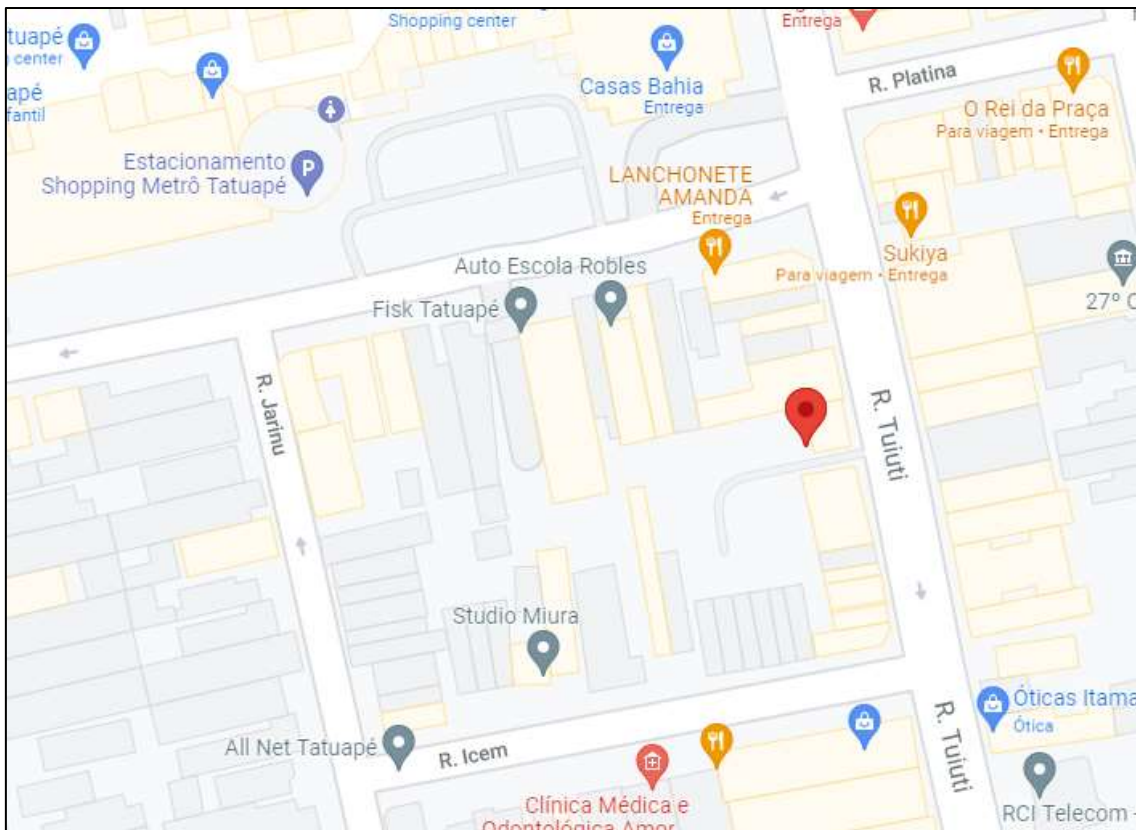 Shopping center
Entrega
tuapé
center
apé
fantil
Casas Bahia
Entrega
R. Platina
O Rei da Praça
Para viagem • Entrega
Estacionamento
Shopping Metrô Tatuapé
P
LANCHONETE
AMANDA
Entrega
Sukiya
Para viagem • Entrega
Auto Escola Robles
Fisk Tatuapé
27º C
R. Jarinu
R. Tuiuti
Studio Miura
Óticas Itama
Ótica
R. Tuiuti
All Net Tatuapé
R. Icem
Clínica Médica e
Odontológica Amor
RCI Telecom -